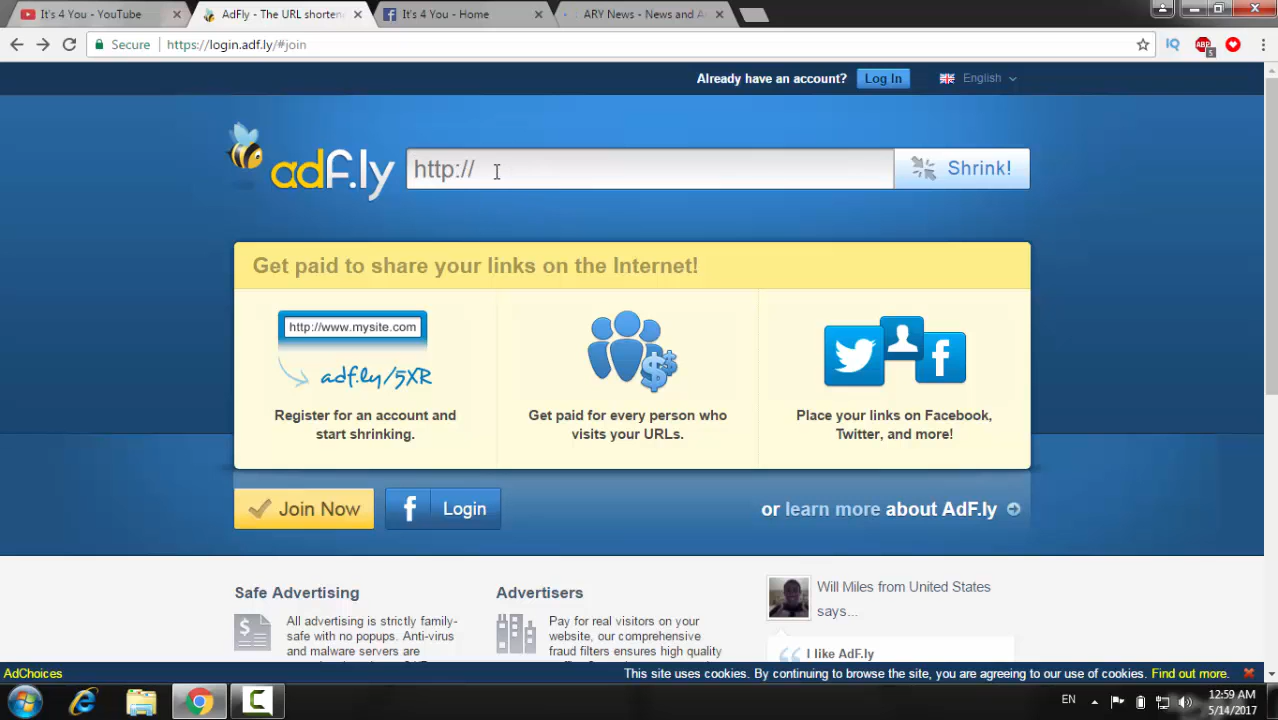 It's 4 You - YouTube
AdFly - The URL shorten
It's 4 You - Home
ARY News - News and A
Secure
https://login.adf.ly/#join
IQ
ABP
5
Already have an account?
Log In
English
adf.ly
http://
Shrink!
Get paid to share your links on the Internet!
http://www.mysite.com
adf.ly/5XR
Register for an account and
start shrinking.
Get paid for every person who
visits your URLs.
Place your links on Facebook,
Twitter, and more!
Join Now
Login
or learn more about AdF.ly
Safe Advertising
All advertising is strictly family-
safe with no popups. Anti-virus
and malware servers are
Advertisers
Pay for real visitors on your
website, our comprehensive
fraud filters ensures high quality
Will Miles from United States
says...
I like AdF.ly
AdChoices
This site uses cookies. By continuing to browse the site, you are agreeing to our use of cookies. Find out more.
EN
12:59 AM
5/14/2017